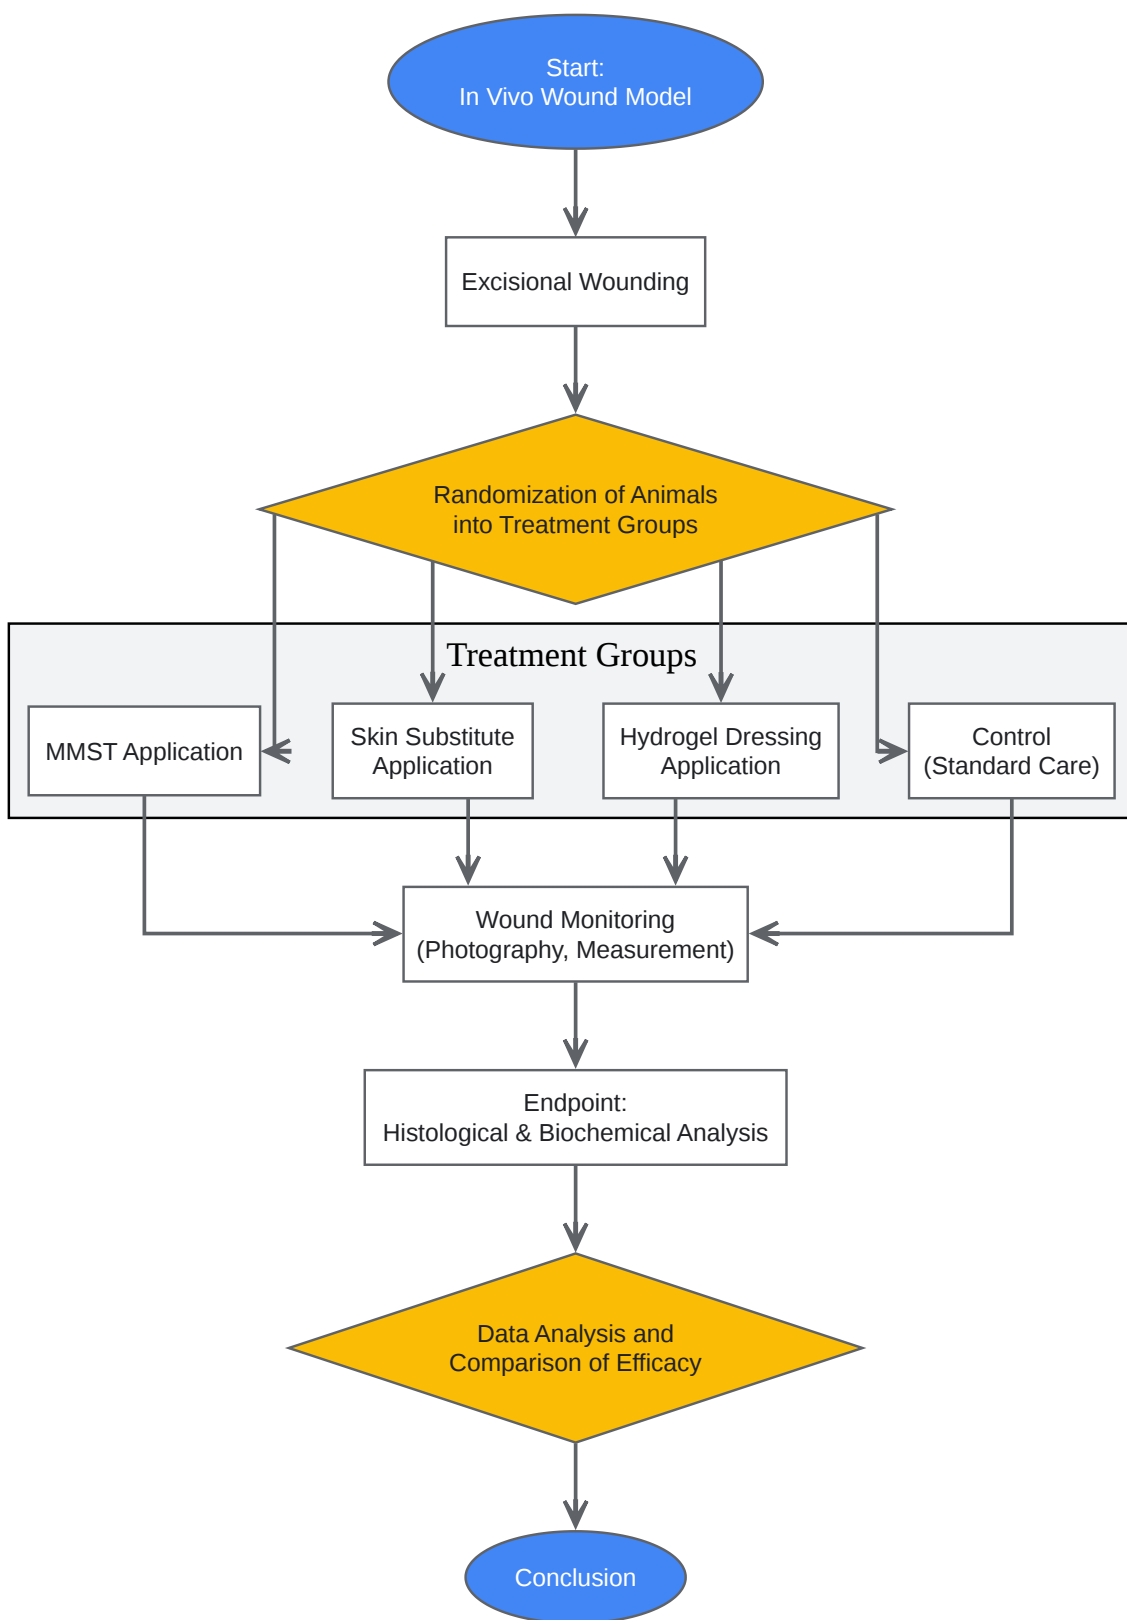 Start:
In Vivo Wound Model
Excisional Wounding
Randomization of Animals
into Treatment Groups
Treatment Groups
MMST Application
Skin Substitute
Application
Hydrogel Dressing
Application
Control
(Standard Care)
Wound Monitoring
(Photography, Measurement)
Endpoint:
Histological & Biochemical Analysis
Data Analysis and
Comparison of Efficacy
Conclusion